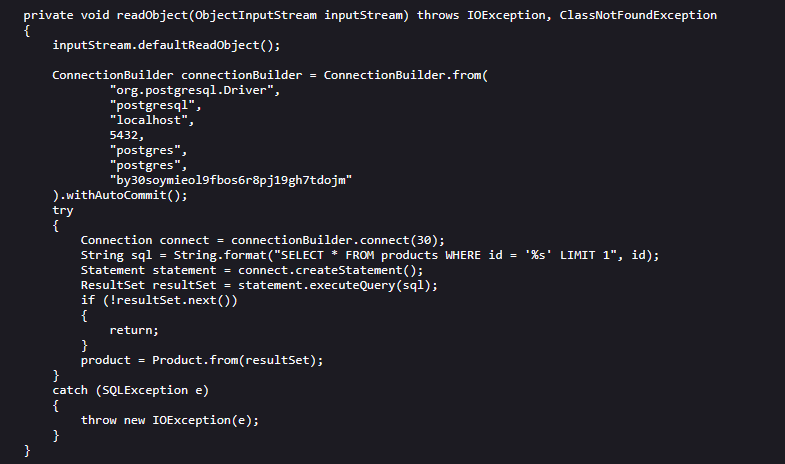 private void readObject(ObjectInputStream inputStream) throws IOException, ClassNotFoundException
{
    inputStream.defaultReadObject();

    ConnectionBuilder connectionBuilder = ConnectionBuilder.from(
            "org.postgresql.Driver",
            "postgresql",
            "localhost",
            5432,
            "postgres",
            "postgres",
            "by30soymieol9fbos6r8pj19gh7tdojm"
    ).withAutoCommit();
    try
    {
        Connection connect = connectionBuilder.connect(30);
        String sql = String.format("SELECT * FROM products WHERE id = '%s' LIMIT 1", id);
        Statement statement = connect.createStatement();
        ResultSet resultSet = statement.executeQuery(sql);
        if (!resultSet.next())
        {
            return;
        }
        product = Product.from(resultSet);
    }
    catch (SQLException e)
    {
        throw new IOException(e);
    }
}